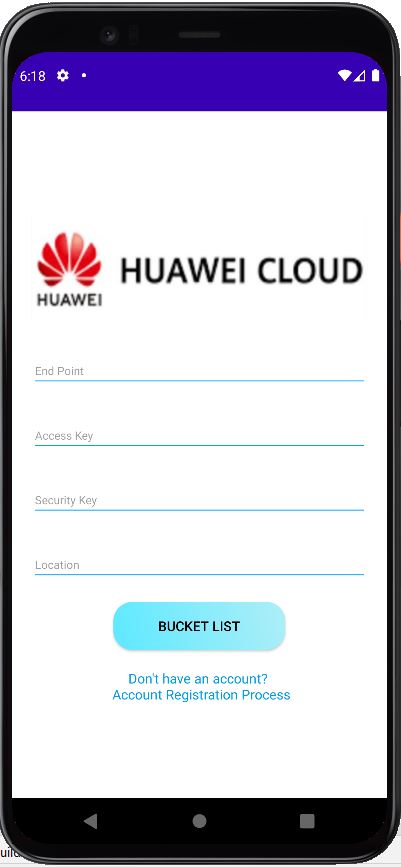 6:18
HUAWEI CLOUD
HUAWEI
End Point
Access Key
Security Key
Location
BUCKET LIST
Don't have an account?
Account Registration Process